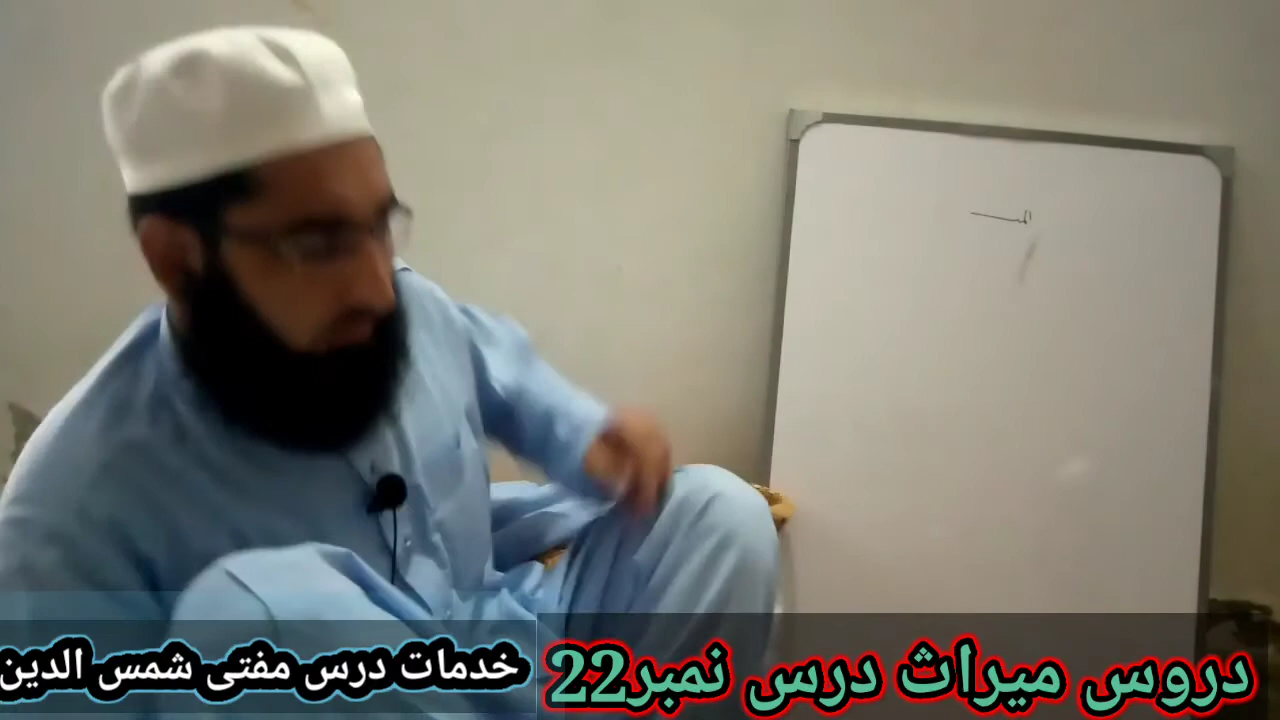 دروس میراث درس نمبر22
خدمات درس مفتی شمس الدین